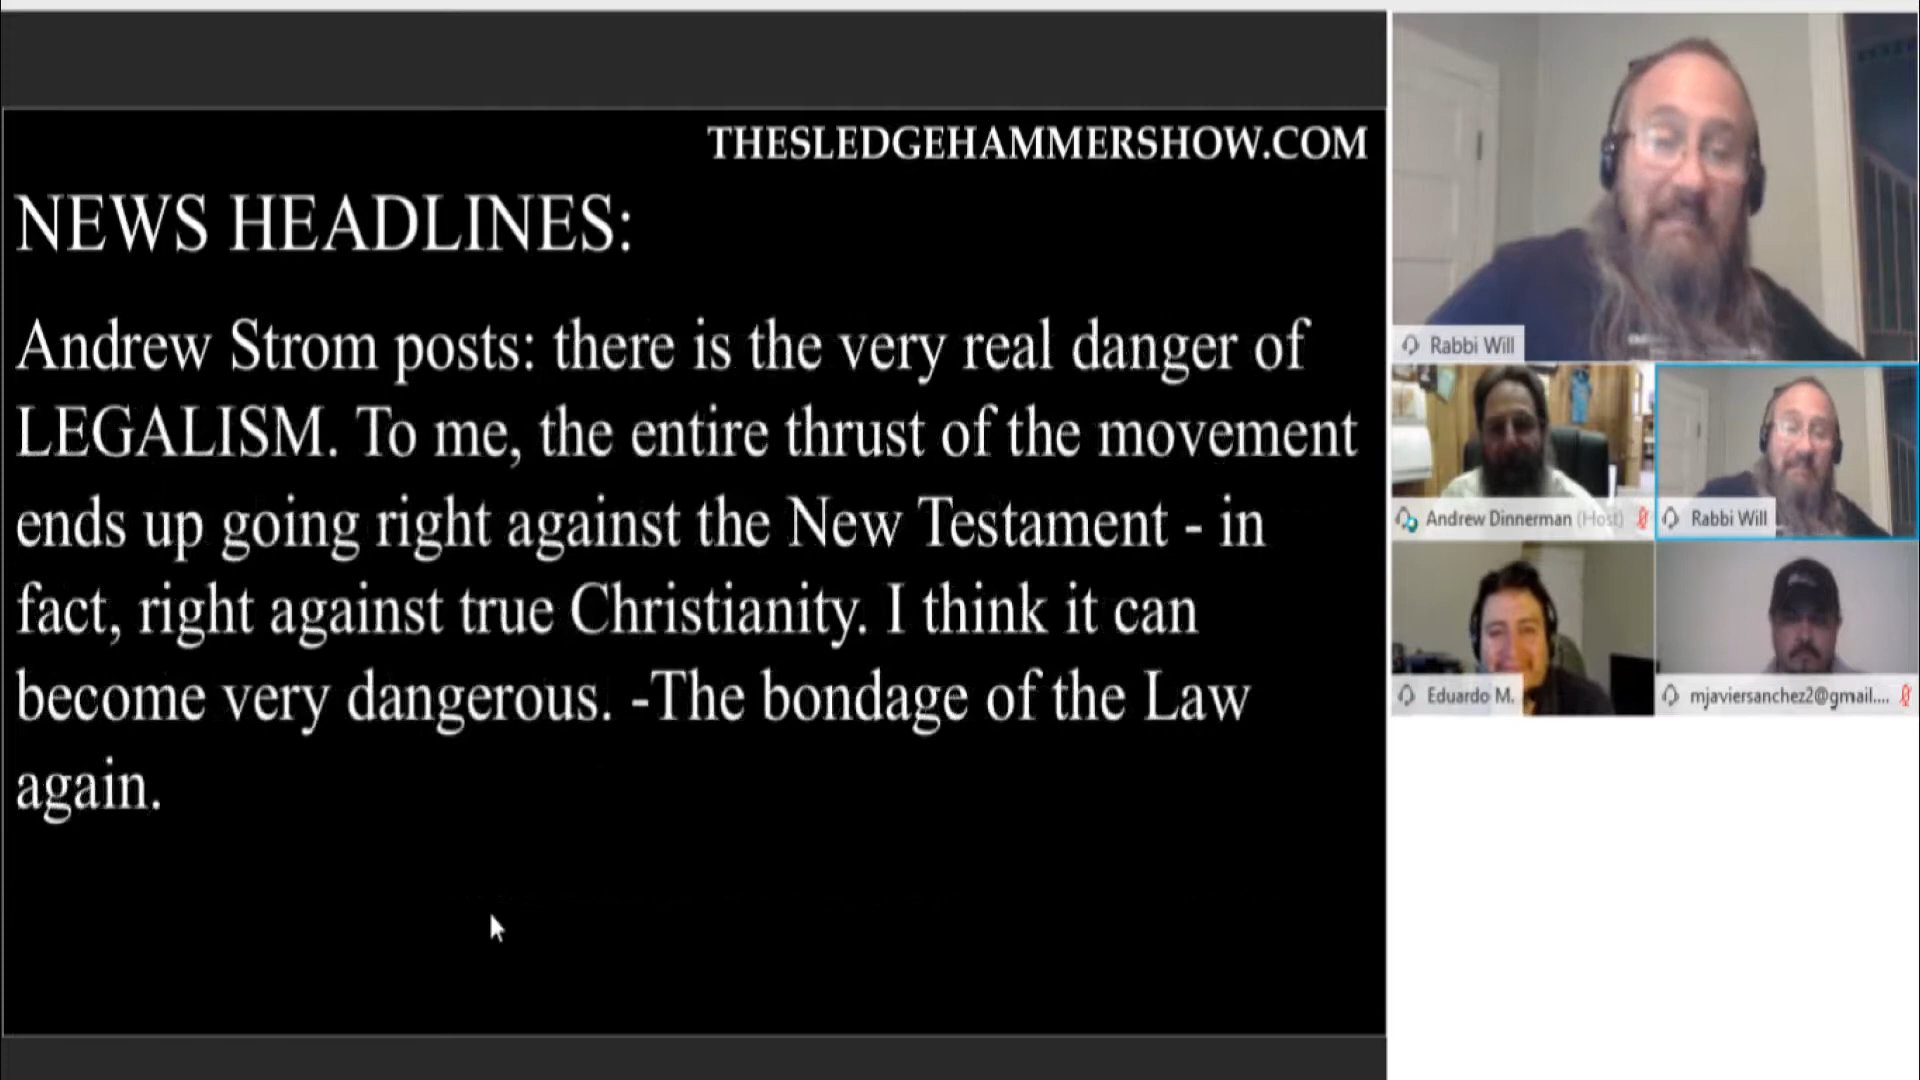 THESLEDGEHAMMERSHOW.COM
NEWS HEADLINES:
Andrew Strom posts: there is the very real danger of
LEGALISM. To me, the entire thrust of the movement
ends up going right against the New Testament - in
fact, right against true Christianity. I think it can
become very dangerous. -The bondage of the Law
again.
Rabbi Will
Andrew Dinnerman (Host)
Rabbi Will
Eduardo M.
mjaviersanchez2@gmail....